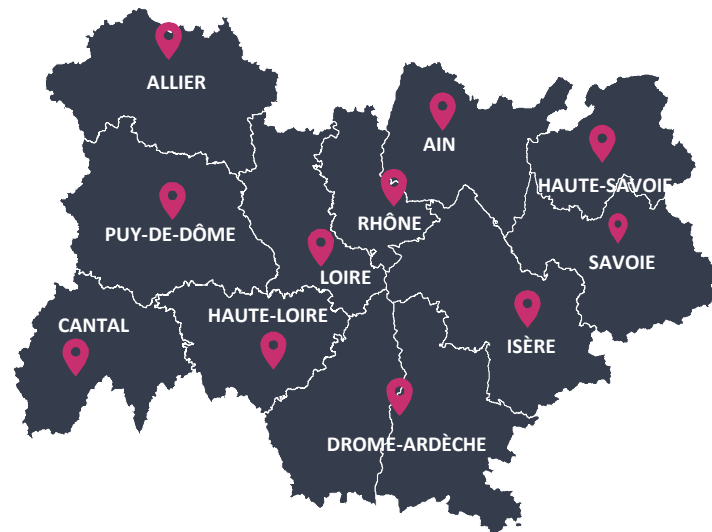 ALLIER
AIN
HAUTE-SAVOIE
PUY-DE-DÔME
RHÔNE
LOIRE
SAVOIE
CANTAL
HAUTE-LOIRE
ISÈRE
DROME-ARDÈCHE